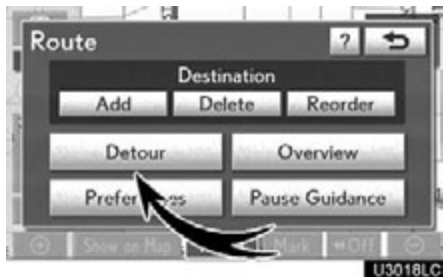 Route ?
Destination
Add Delete Reorder
Detour Overview
Pause Guidance
Show on Map Mark Off
U3018LC